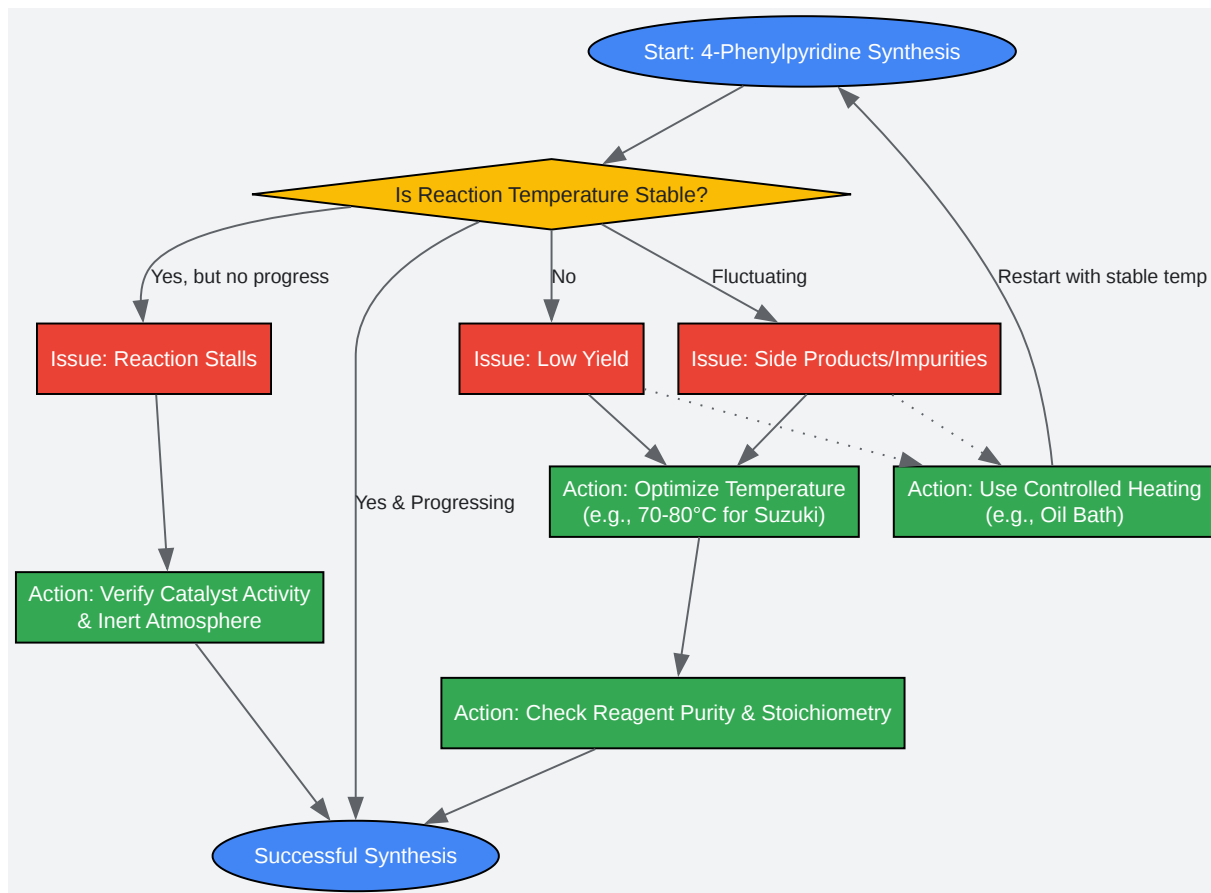 Start: 4-Phenylpyridine Synthesis
Is Reaction Temperature Stable?
Yes, but no progress
No
Fluctuating
Restart with stable temp
Issue: Reaction Stalls
Issue: Low Yield
Issue: Side Products/Impurities
Yes & Progressing
Action: Optimize Temperature
(e.g., 70-80°C for Suzuki)
Action: Use Controlled Heating
(e.g., Oil Bath)
Action: Verify Catalyst Activity
& Inert Atmosphere
Action: Check Reagent Purity & Stoichiometry
Successful Synthesis